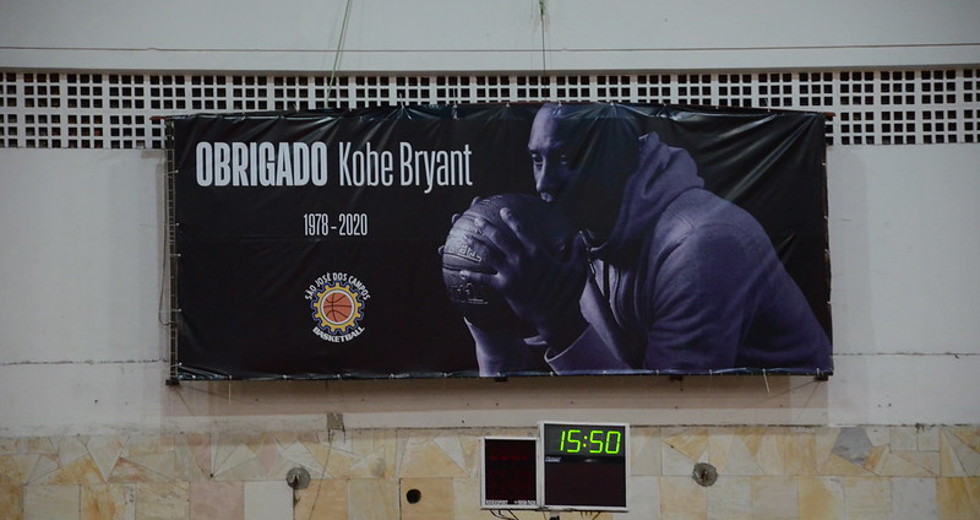 OBRIGADO Kobe Bryant
1978 - 2020
SÃO JOSÉ DOS CAMPOS
BASKETBALL
15:50